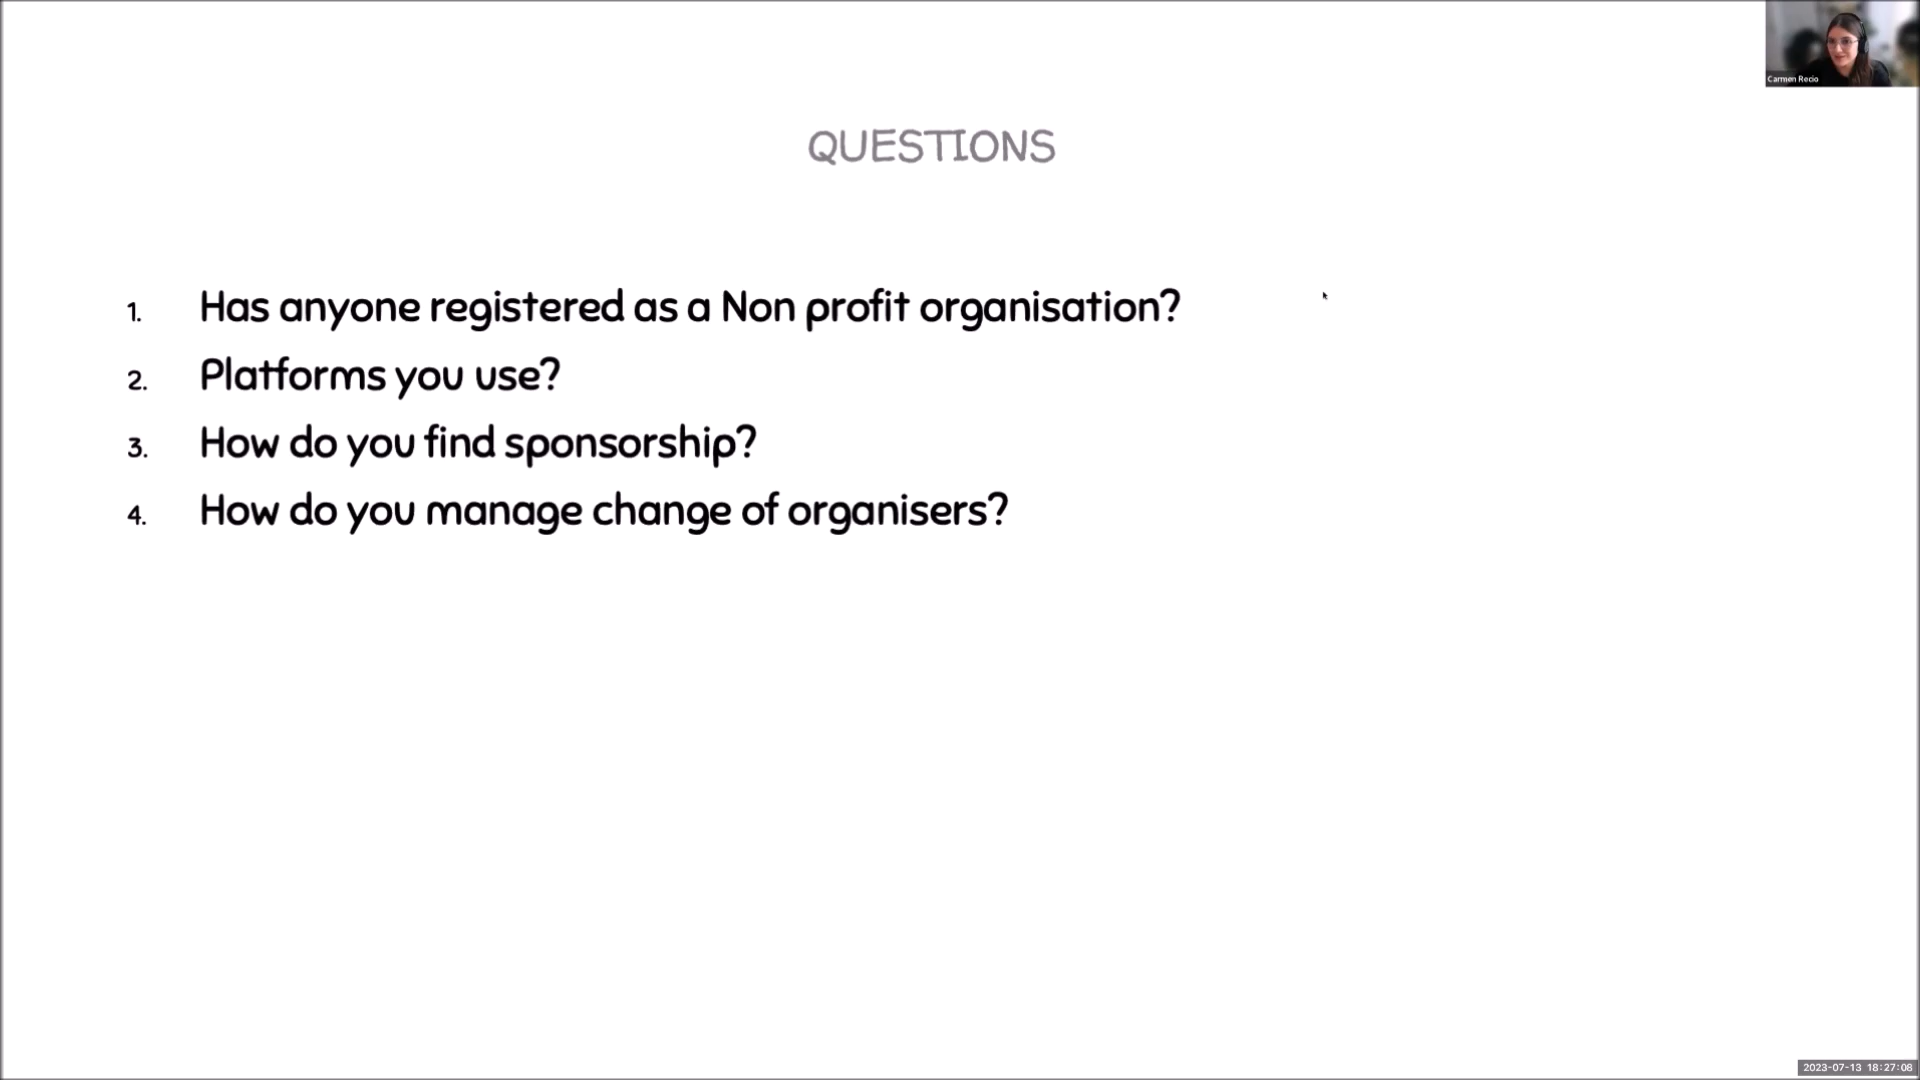 Carmen Recio
QUESTIONS
1. Has anyone registered as a Non profit organisation?
2. Platforms you use?
3. How do you find sponsorship?
4. How do you manage change of organisers?
2023-07-13 18:27:08